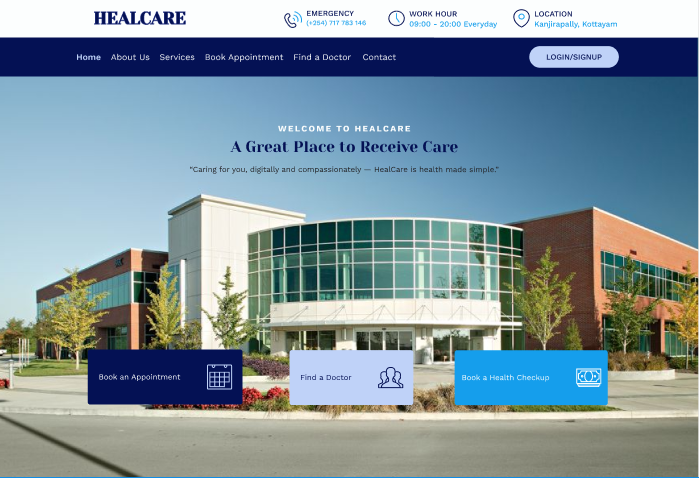 HEALCARE
EMERGENCY
(+254) 717 783 146
WORK HOUR
09:00 - 20:00 Everyday
LOCATION
Kanjirapally, Kottayam
Home About Us Services Book Appointment Find a Doctor Contact
LOGIN/SIGNUP
WELCOME TO HEALCARE
A Great Place to Receive Care
“Caring for you, digitally and compassionately — HealCare is health made simple.”
Book an Appointment
Find a Doctor
Book a Health Checkup